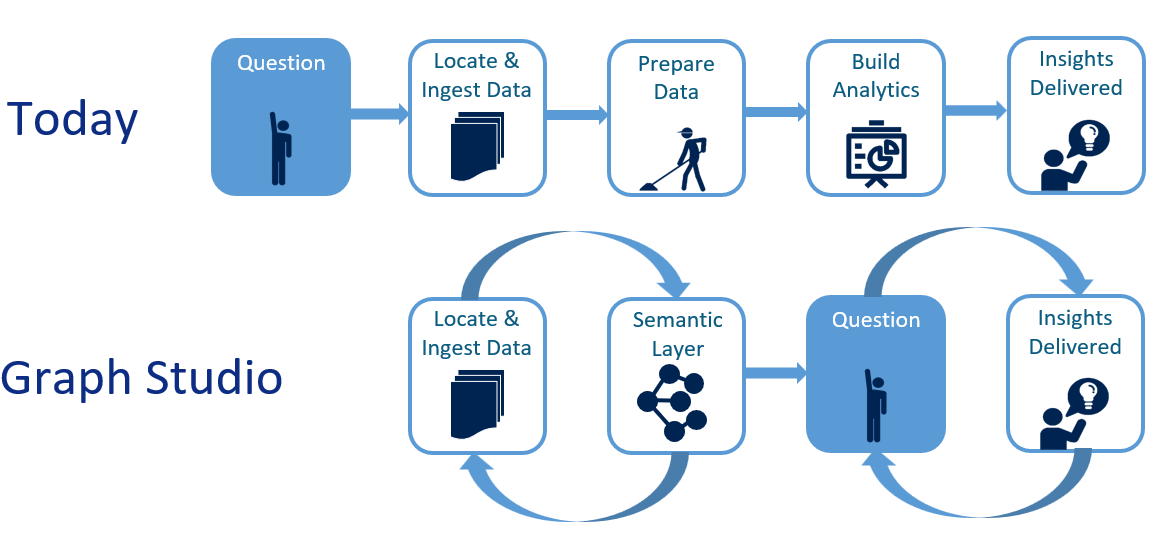 Today
Question
Locate &
Ingest Data
Prepare
Data
Build
Analytics
Insights
Delivered
Graph Studio
Locate &
Ingest Data
Semantic
Layer
Question
Insights
Delivered